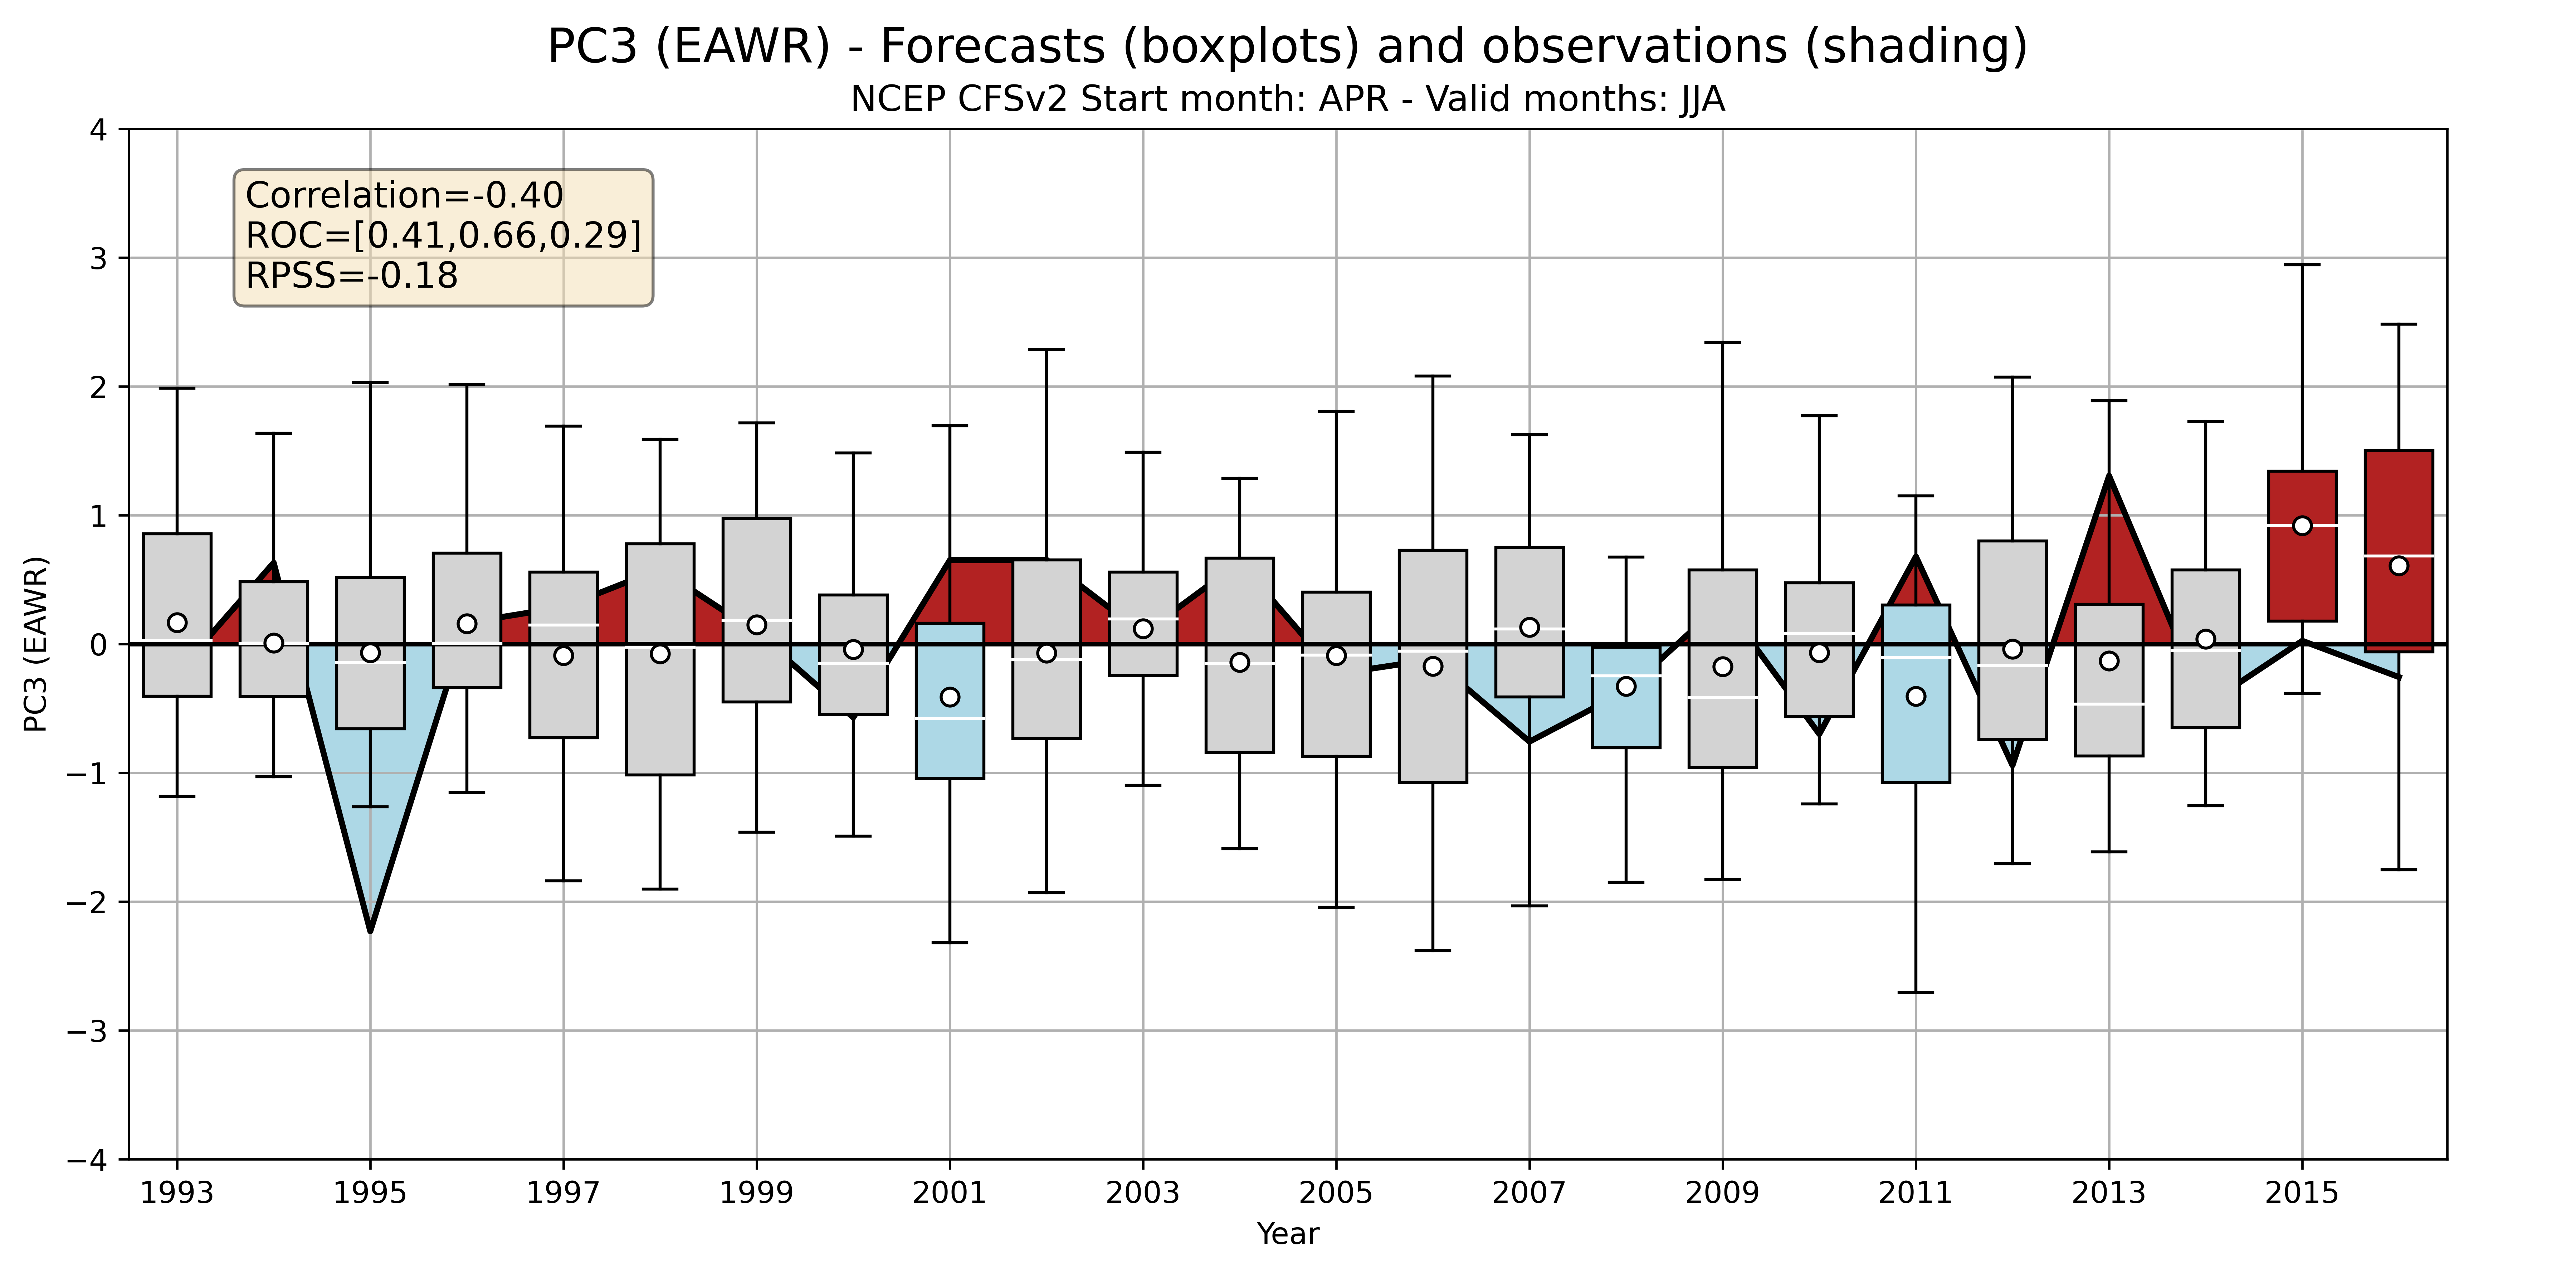 PC3 (EAWR) - Forecasts (boxplots) and observations (shading)
NCEP CFSv2 Start month: APR - Valid months: JJA
Correlation=-0.40
ROC=[0.41,0.66,0.29]
RPSS=-0.18
PC3 (EAWR)
4
3
2
1
0
−1
−2
−3
−4
1993 1995 1997 1999 2001 2003 2005 2007 2009 2011 2013 2015
Year